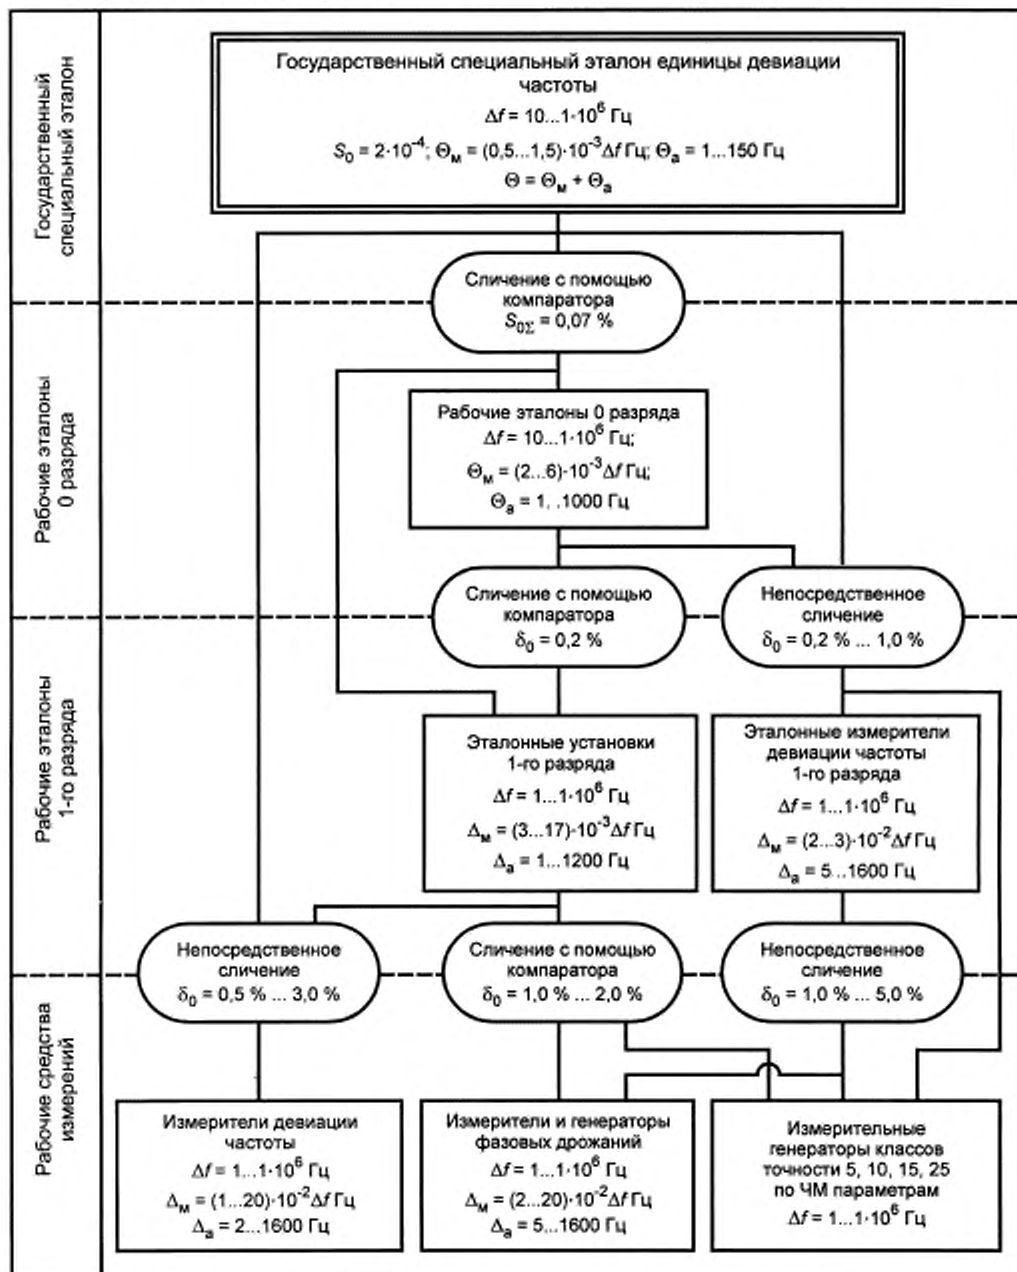 Государственный специальный эталон
Государственный специальный эталон единицы девиации
частоты
Δf = 10...1·10⁶ Гц
S₀ = 2·10⁻⁴; Θм = (0,5...1,5)·10⁻³Δf Гц; Θа = 1...150 Гц
Θ = Θм + Θа
Сличение с помощью
компаратора
S₀Σ = 0,07 %
Рабочие эталоны
0 разряда
Рабочие эталоны 0 разряда
Δf = 10...1·10⁶ Гц;
Θм = (2...6)·10⁻³Δf Гц;
Θа = 1. .1000 Гц
Сличение с помощью
компаратора
δ₀ = 0,2 %
Непосредственное
сличение
δ₀ = 0,2 % ... 1,0 %
Рабочие эталоны
1-го разряда
Эталонные установки
1-го разряда
Δf = 1...1·10⁶ Гц
Δм = (3...17)·10⁻³Δf Гц
Δа = 1...1200 Гц
Эталонные измерители
девиации частоты
1-го разряда
Δf = 1...1·10⁶ Гц
Δм = (2...3)·10⁻²Δf Гц
Δа = 5...1600 Гц
Непосредственное
сличение
δ₀ = 0,5 % ... 3,0 %
Сличение с помощью
компаратора
δ₀ = 1,0 % ... 2,0 %
Непосредственное
сличение
δ₀ = 1,0 % ... 5,0 %
Рабочие средства
измерений
Измерители девиации
частоты
Δf = 1...1·10⁶ Гц
Δм = (1...20)·10⁻²Δf Гц
Δа = 2...1600 Гц
Измерители и генераторы
фазовых дрожаний
Δf = 1...1·10⁶ Гц
Δм = (2...20)·10⁻²Δf Гц
Δа = 5...1600 Гц
Измерительные
генераторы классов
точности 5, 10, 15, 25
по ЧМ параметрам
Δf = 1...1·10⁶ Гц